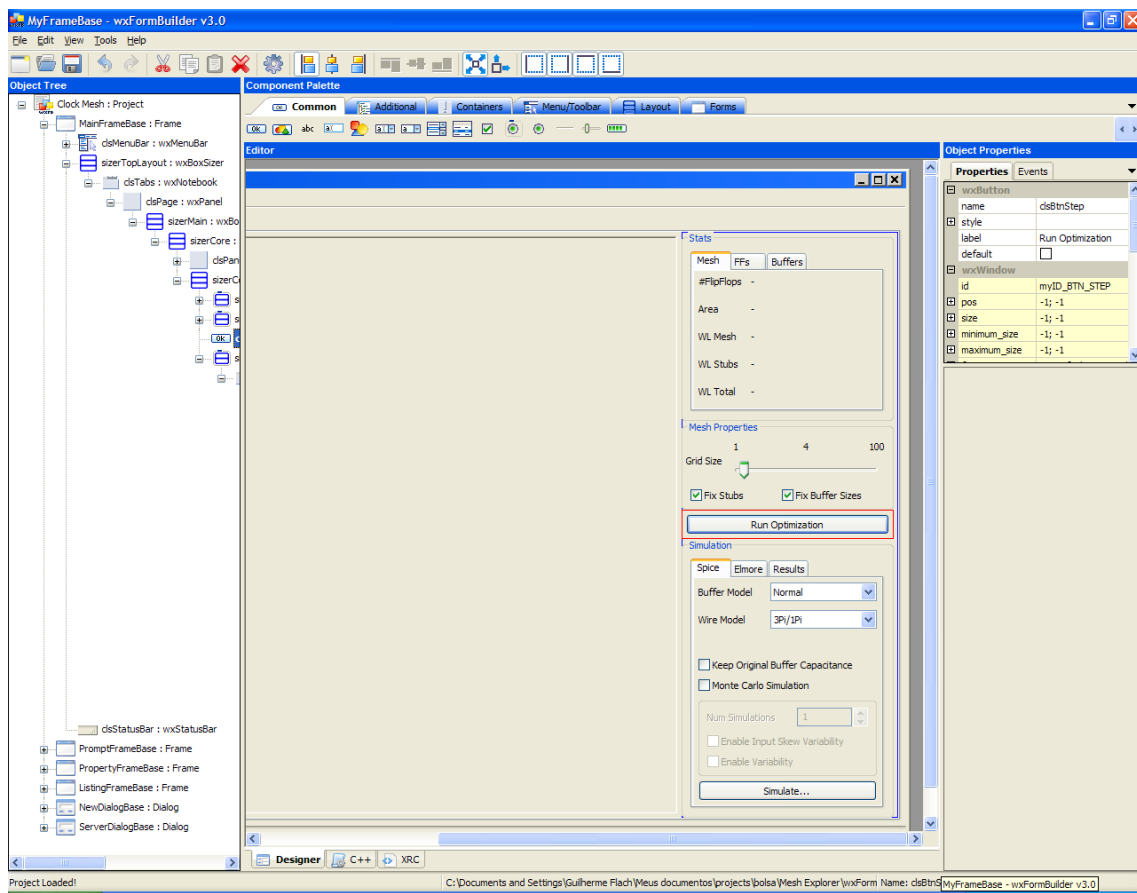 MyFrameBase - wxFormBuilder v3.0
File Edit View Tools Help
Object Tree
Clock Mesh : Project
MainFrameBase : Frame
clsMenuBar : wxMenuBar
sizerTopLayout : wxBoxSizer
clsTabs : wxNotebook
clsPage : wxPanel
sizerMain : wxBo
sizerCore :
clsPan
sizerC
s
s
Ok
s
clsStatusBar : wxStatusBar
PromptFrameBase : Frame
PropertyFrameBase : Frame
ListingFrameBase : Frame
NewDialogBase : Dialog
ServerDialogBase : Dialog
Component Palette
Common Additional Containers Menu/Toolbar Layout Forms
Ok abc
Editor
Stats
Mesh FFs Buffers
#FlipFlops -
Area -
WL Mesh -
WL Stubs -
WL Total -
Mesh Properties
1 4 100
Grid Size
Fix Stubs Fix Buffer Sizes
Run Optimization
Simulation
Spice Elmore Results
Buffer Model Normal
Wire Model 3Pi/1Pi
Keep Original Buffer Capacitance
Monte Carlo Simulation
Num Simulations 1
Enable Input Skew Variability
Enable Variability
Simulate...
Designer C++ XRC
Object Properties
Properties Events
wxButton
name clsBtnStep
style
label Run Optimization
default
wxWindow
id myID_BTN_STEP
pos -1; -1
size -1; -1
minimum_size -1; -1
maximum_size -1; -1
Project Loaded!
C:\Documents and Settings\Guilherme Flach\Meus documentos\projects\bolsa\Mesh Explorer\wxForm Name: clsBtnS
MyFrameBase - wxFormBuilder v3.0